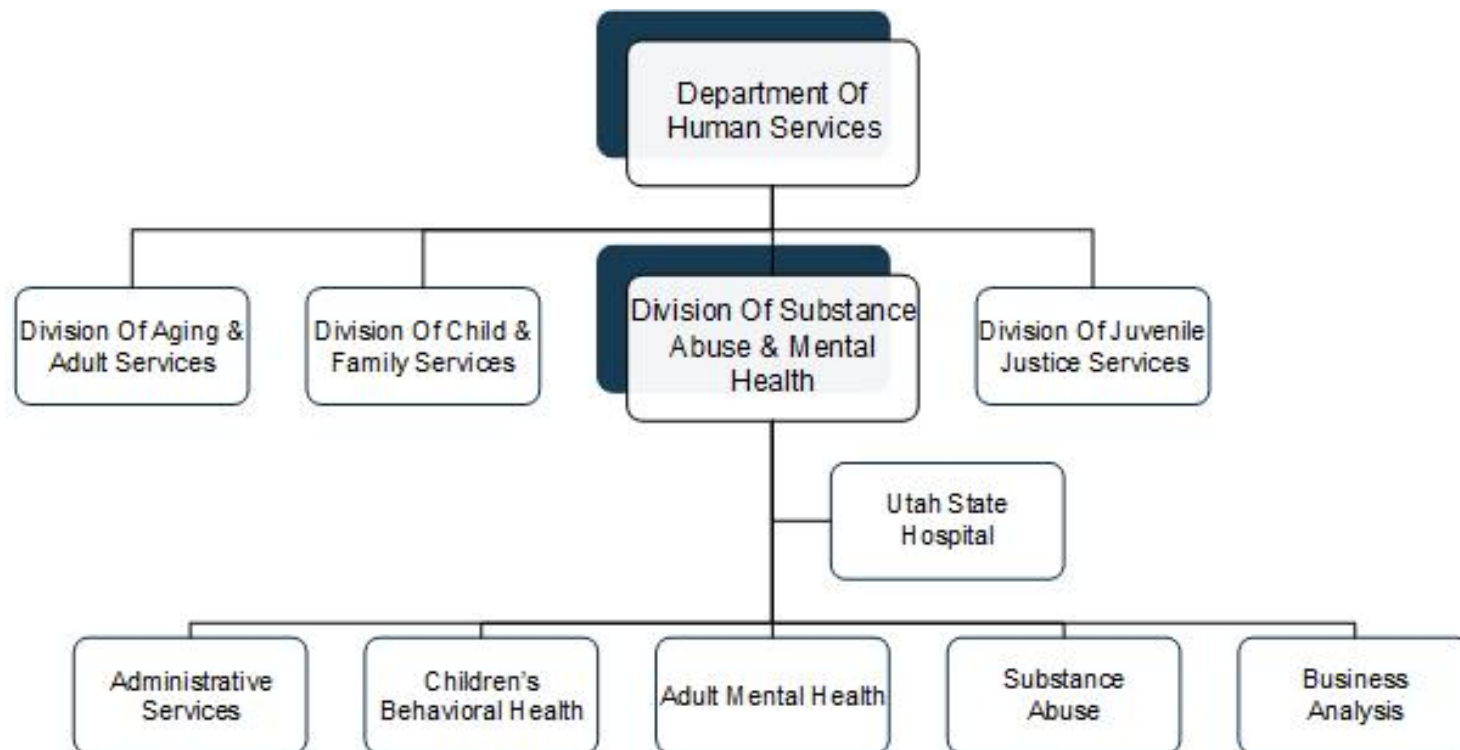 Department Of
Human Services
Division Of Aging &
Adult Services
Division Of Child &
Family Services
Division Of Substance
Abuse & Mental
Health
Division Of Juvenile
Justice Services
Utah State
Hospital
Administrative
Services
Children's
Behavioral Health
Adult Mental Health
Substance
Abuse
Business
Analysis